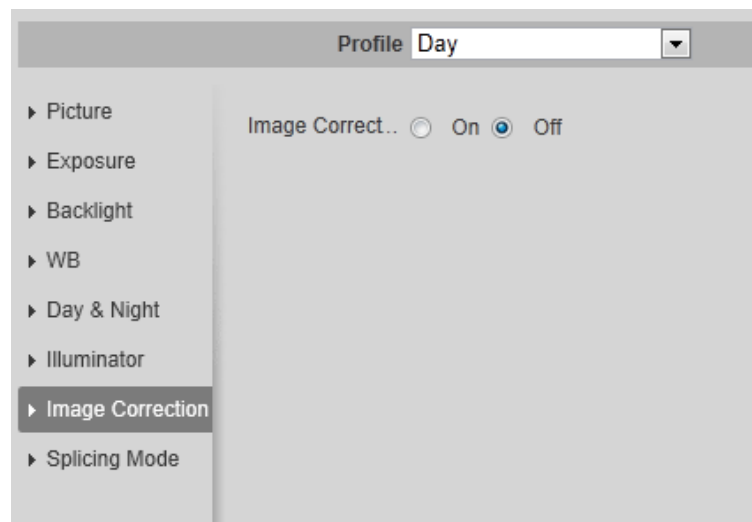 Profile Day
Picture
Image Correct.. On Off
Exposure
Backlight
WB
Day & Night
Illuminator
Image Correction
Splicing Mode